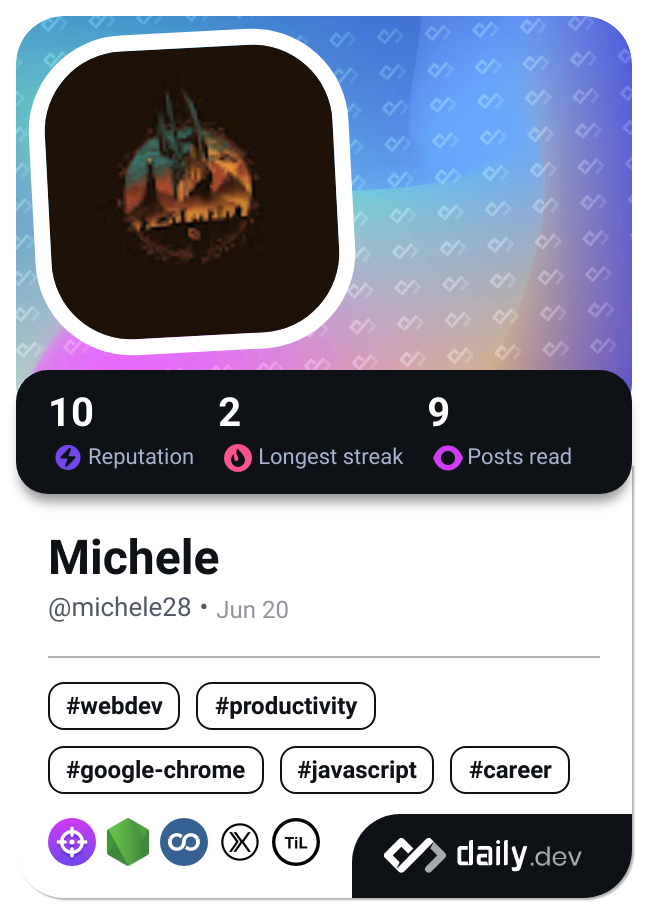 10 2 9
Reputation Longest streak Posts read
Michele
@michele28 • Jun 20
#webdev #productivity
#google-chrome #javascript #career
TiL
daily.dev